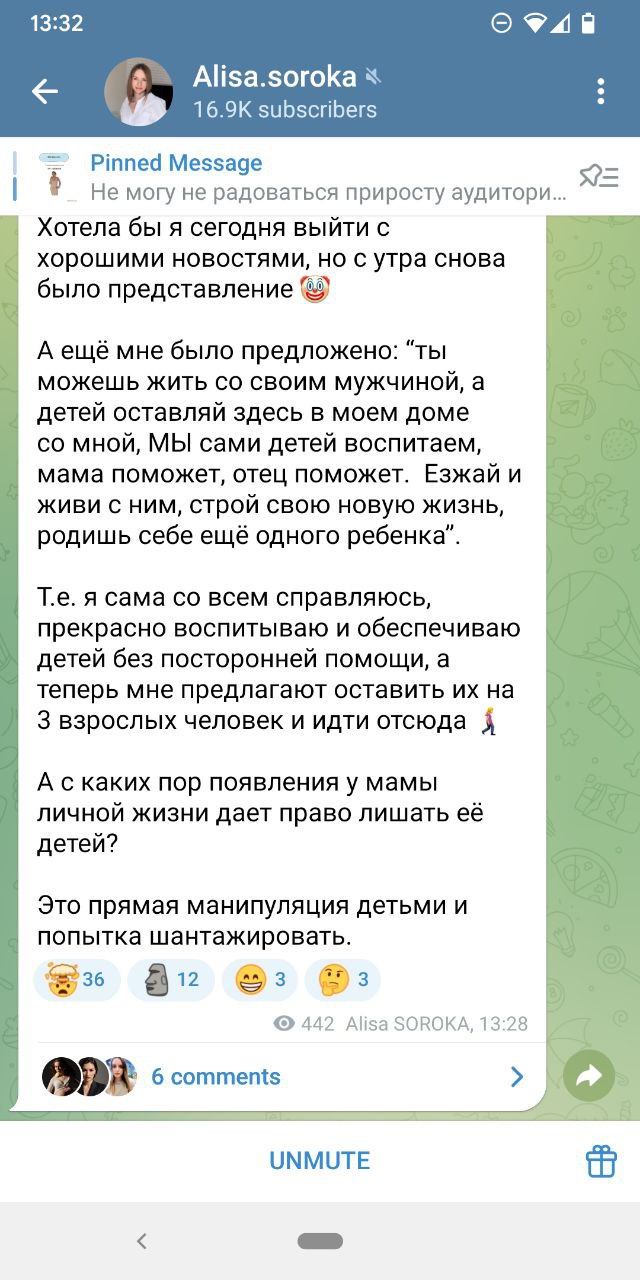 13:32
Alisa.soroka
16.9K subscribers
Pinned Message
Не могу не радоваться приросту аудитори...
Хотела бы я сегодня выйти с
хорошими новостями, но с утра снова
было представление 🤡
А ещё мне было предложено: “ты
можешь жить со своим мужчиной, а
детей оставляй здесь в моем доме
со мной, МЫ сами детей воспитаем,
мама поможет, отец поможет.  Езжай и
живи с ним, строй свою новую жизнь,
родишь себе ещё одного ребенка”.
Т.е. я сама со всем справляюсь,
прекрасно воспитываю и обеспечиваю
детей без посторонней помощи, а
теперь мне предлагают оставить их на
3 взрослых человек и идти отсюда 🚶‍♀️
А с каких пор появления у мамы
личной жизни дает право лишать её
детей?
Это прямая манипуляция детьми и
попытка шантажировать.
🤯 36 🗿 12 😁 3 🤔 3
442 Alisa SOROKA, 13:28
6 comments
UNMUTE